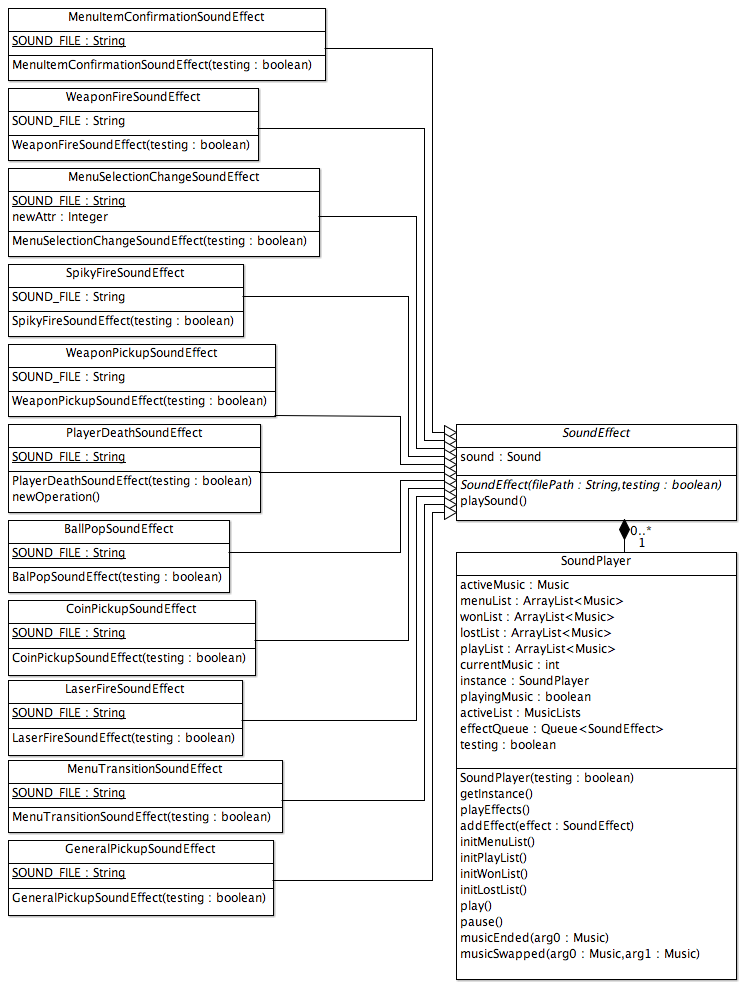 MenuItemConfirmationSoundEffect
SOUND_FILE : String
MenuItemConfirmationSoundEffect(testing : boolean)
WeaponFireSoundEffect
SOUND_FILE : String
WeaponFireSoundEffect(testing : boolean)
MenuSelectionChangeSoundEffect
SOUND_FILE : String
newAttr : Integer
MenuSelectionChangeSoundEffect(testing : boolean)
SpikyFireSoundEffect
SOUND_FILE : String
SpikyFireSoundEffect(testing : boolean)
WeaponPickupSoundEffect
SOUND_FILE : String
WeaponPickupSoundEffect(testing : boolean)
PlayerDeathSoundEffect
SOUND_FILE : String
PlayerDeathSoundEffect(testing : boolean)
newOperation()
BallPopSoundEffect
SOUND_FILE : String
BalPopSoundEffect(testing : boolean)
CoinPickupSoundEffect
SOUND_FILE : String
CoinPickupSoundEffect(testing : boolean)
LaserFireSoundEffect
SOUND_FILE : String
LaserFireSoundEffect(testing : boolean)
MenuTransitionSoundEffect
SOUND_FILE : String
MenuTransitionSoundEffect(testing : boolean)
GeneralPickupSoundEffect
SOUND_FILE : String
GeneralPickupSoundEffect(testing : boolean)
SoundEffect
sound : Sound
SoundEffect(filePath : String,testing : boolean)
playSound()
0..*
1
SoundPlayer
activeMusic : Music
menuList : ArrayList<Music>
wonList : ArrayList<Music>
lostList : ArrayList<Music>
playList : ArrayList<Music>
currentMusic : int
instance : SoundPlayer
playingMusic : boolean
activeList : MusicLists
effectQueue : Queue<SoundEffect>
testing : boolean
SoundPlayer(testing : boolean)
getInstance()
playEffects()
addEffect(effect : SoundEffect)
initMenuList()
initPlayList()
initWonList()
initLostList()
play()
pause()
musicEnded(arg0 : Music)
musicSwapped(arg0 : Music,arg1 : Music)